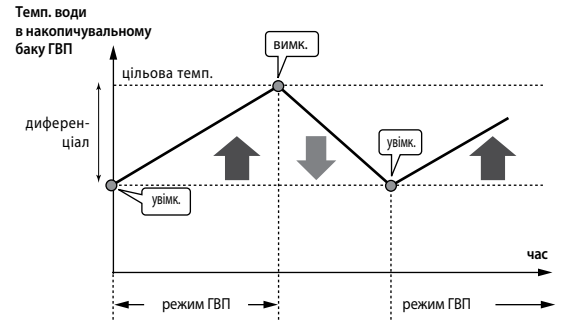 Темп. води
в накопичувальному
баку ГВП
вимк.
цільова темп.
диферен-
ціал
увімк.
увімк.
час
режим ГВП
режим ГВП